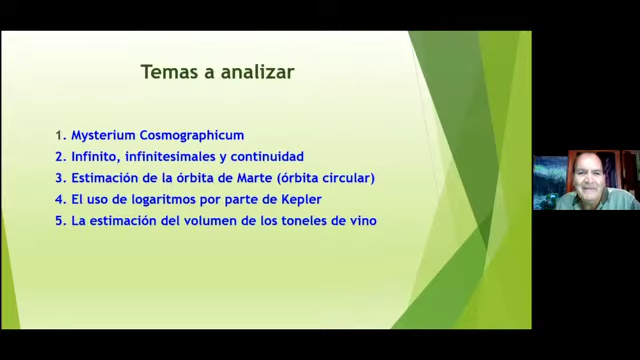 Temas a analizar
1. Mysterium Cosmographicum
2. Infinito, infinitesimales y continuidad
3. Estimación de la órbita de Marte (órbita circular)
4. El uso de logaritmos por parte de Kepler
5. La estimación del volumen de los toneles de vino